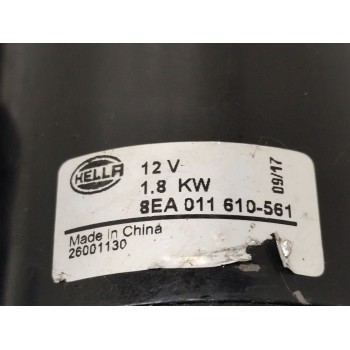 HELLA
12 V
1.8 KW
8EA 011 610-561
09/17
Made in China
26001130